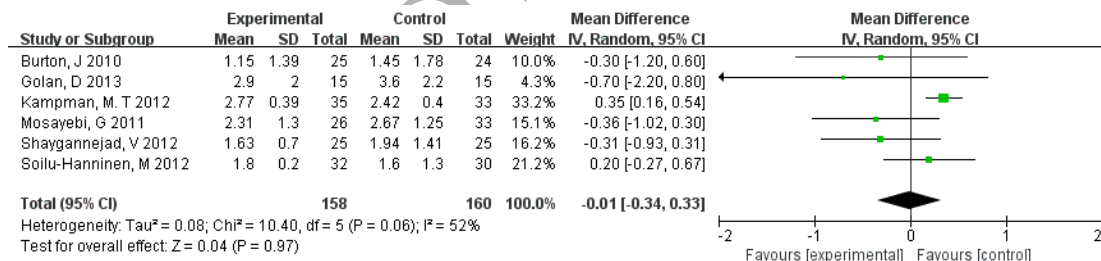 Experimental Control Mean Difference Mean Difference
Study or Subgroup Mean SD Total Mean SD Total Weight IV, Random, 95% CI IV, Random, 95% CI
Burton, J 2010 1.15 1.39 25 1.45 1.78 24 10.0% -0.30 [-1.20, 0.60]
Golan, D 2013 2.9 2 15 3.6 2.2 15 4.3% -0.70 [-2.20, 0.80]
Kampman, M. T 2012 2.77 0.39 35 2.42 0.4 33 33.2% 0.35 [0.16, 0.54]
Mosayebi, G 2011 2.31 1.3 26 2.67 1.25 33 15.1% -0.36 [-1.02, 0.30]
Shaygannejad, V 2012 1.63 0.7 25 1.94 1.41 25 16.2% -0.31 [-0.93, 0.31]
Soilu-Hanninen, M 2012 1.8 0.2 32 1.6 1.3 30 21.2% 0.20 [-0.27, 0.67]
Total (95% CI) 158 160 100.0% -0.01 [-0.34, 0.33]
Heterogeneity: Tau² = 0.08; Chi² = 10.40, df = 5 (P = 0.06); I² = 52%
Test for overall effect: Z = 0.04 (P = 0.97)
-2 -1 0 1 2
Favours [experimental] Favours [control]